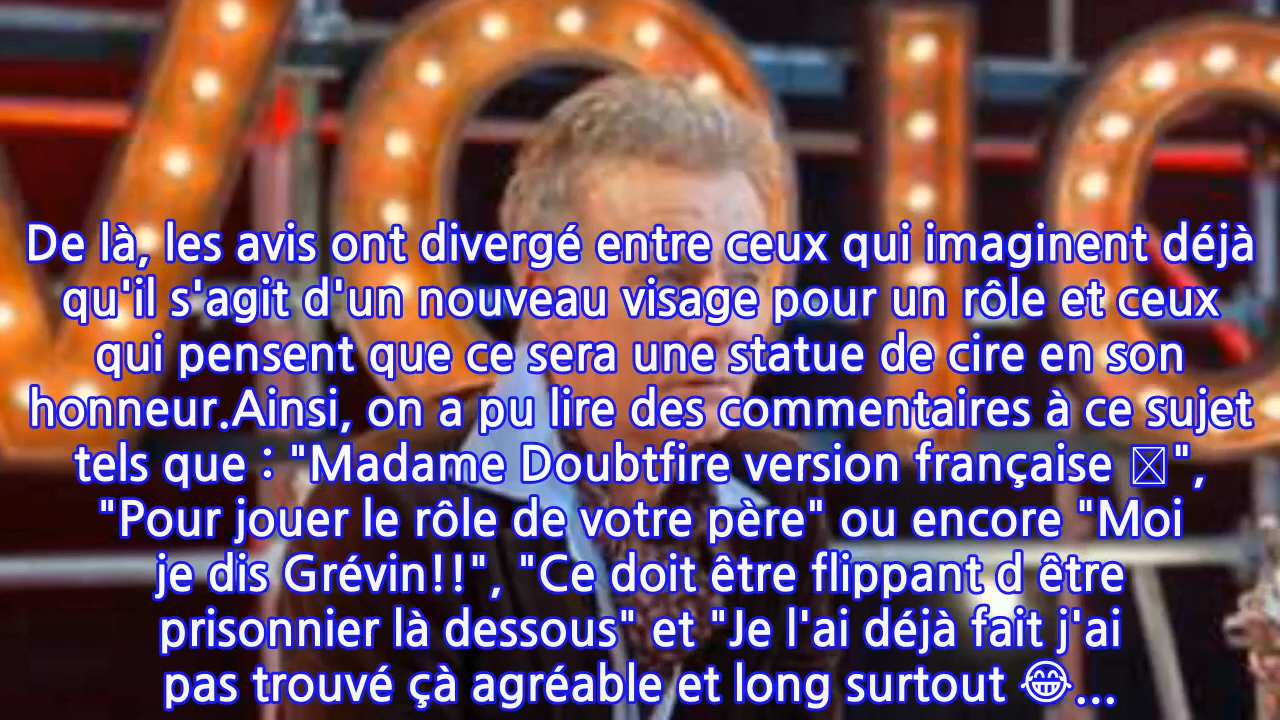 De là, les avis ont divergé entre ceux qui imaginent déjà
qu'il s'agit d'un nouveau visage pour un rôle et ceux
qui pensent que ce sera une statue de cire en son
honneur.Ainsi, on a pu lire des commentaires à ce sujet
tels que : "Madame Doubtfire version française ☒",
"Pour jouer le rôle de votre père" ou encore "Moi
je dis Grévin!!", "Ce doit être flippant d être
prisonnier là dessous" et "Je l'ai déjà fait j'ai
pas trouvé çà agréable et long surtout 😂...